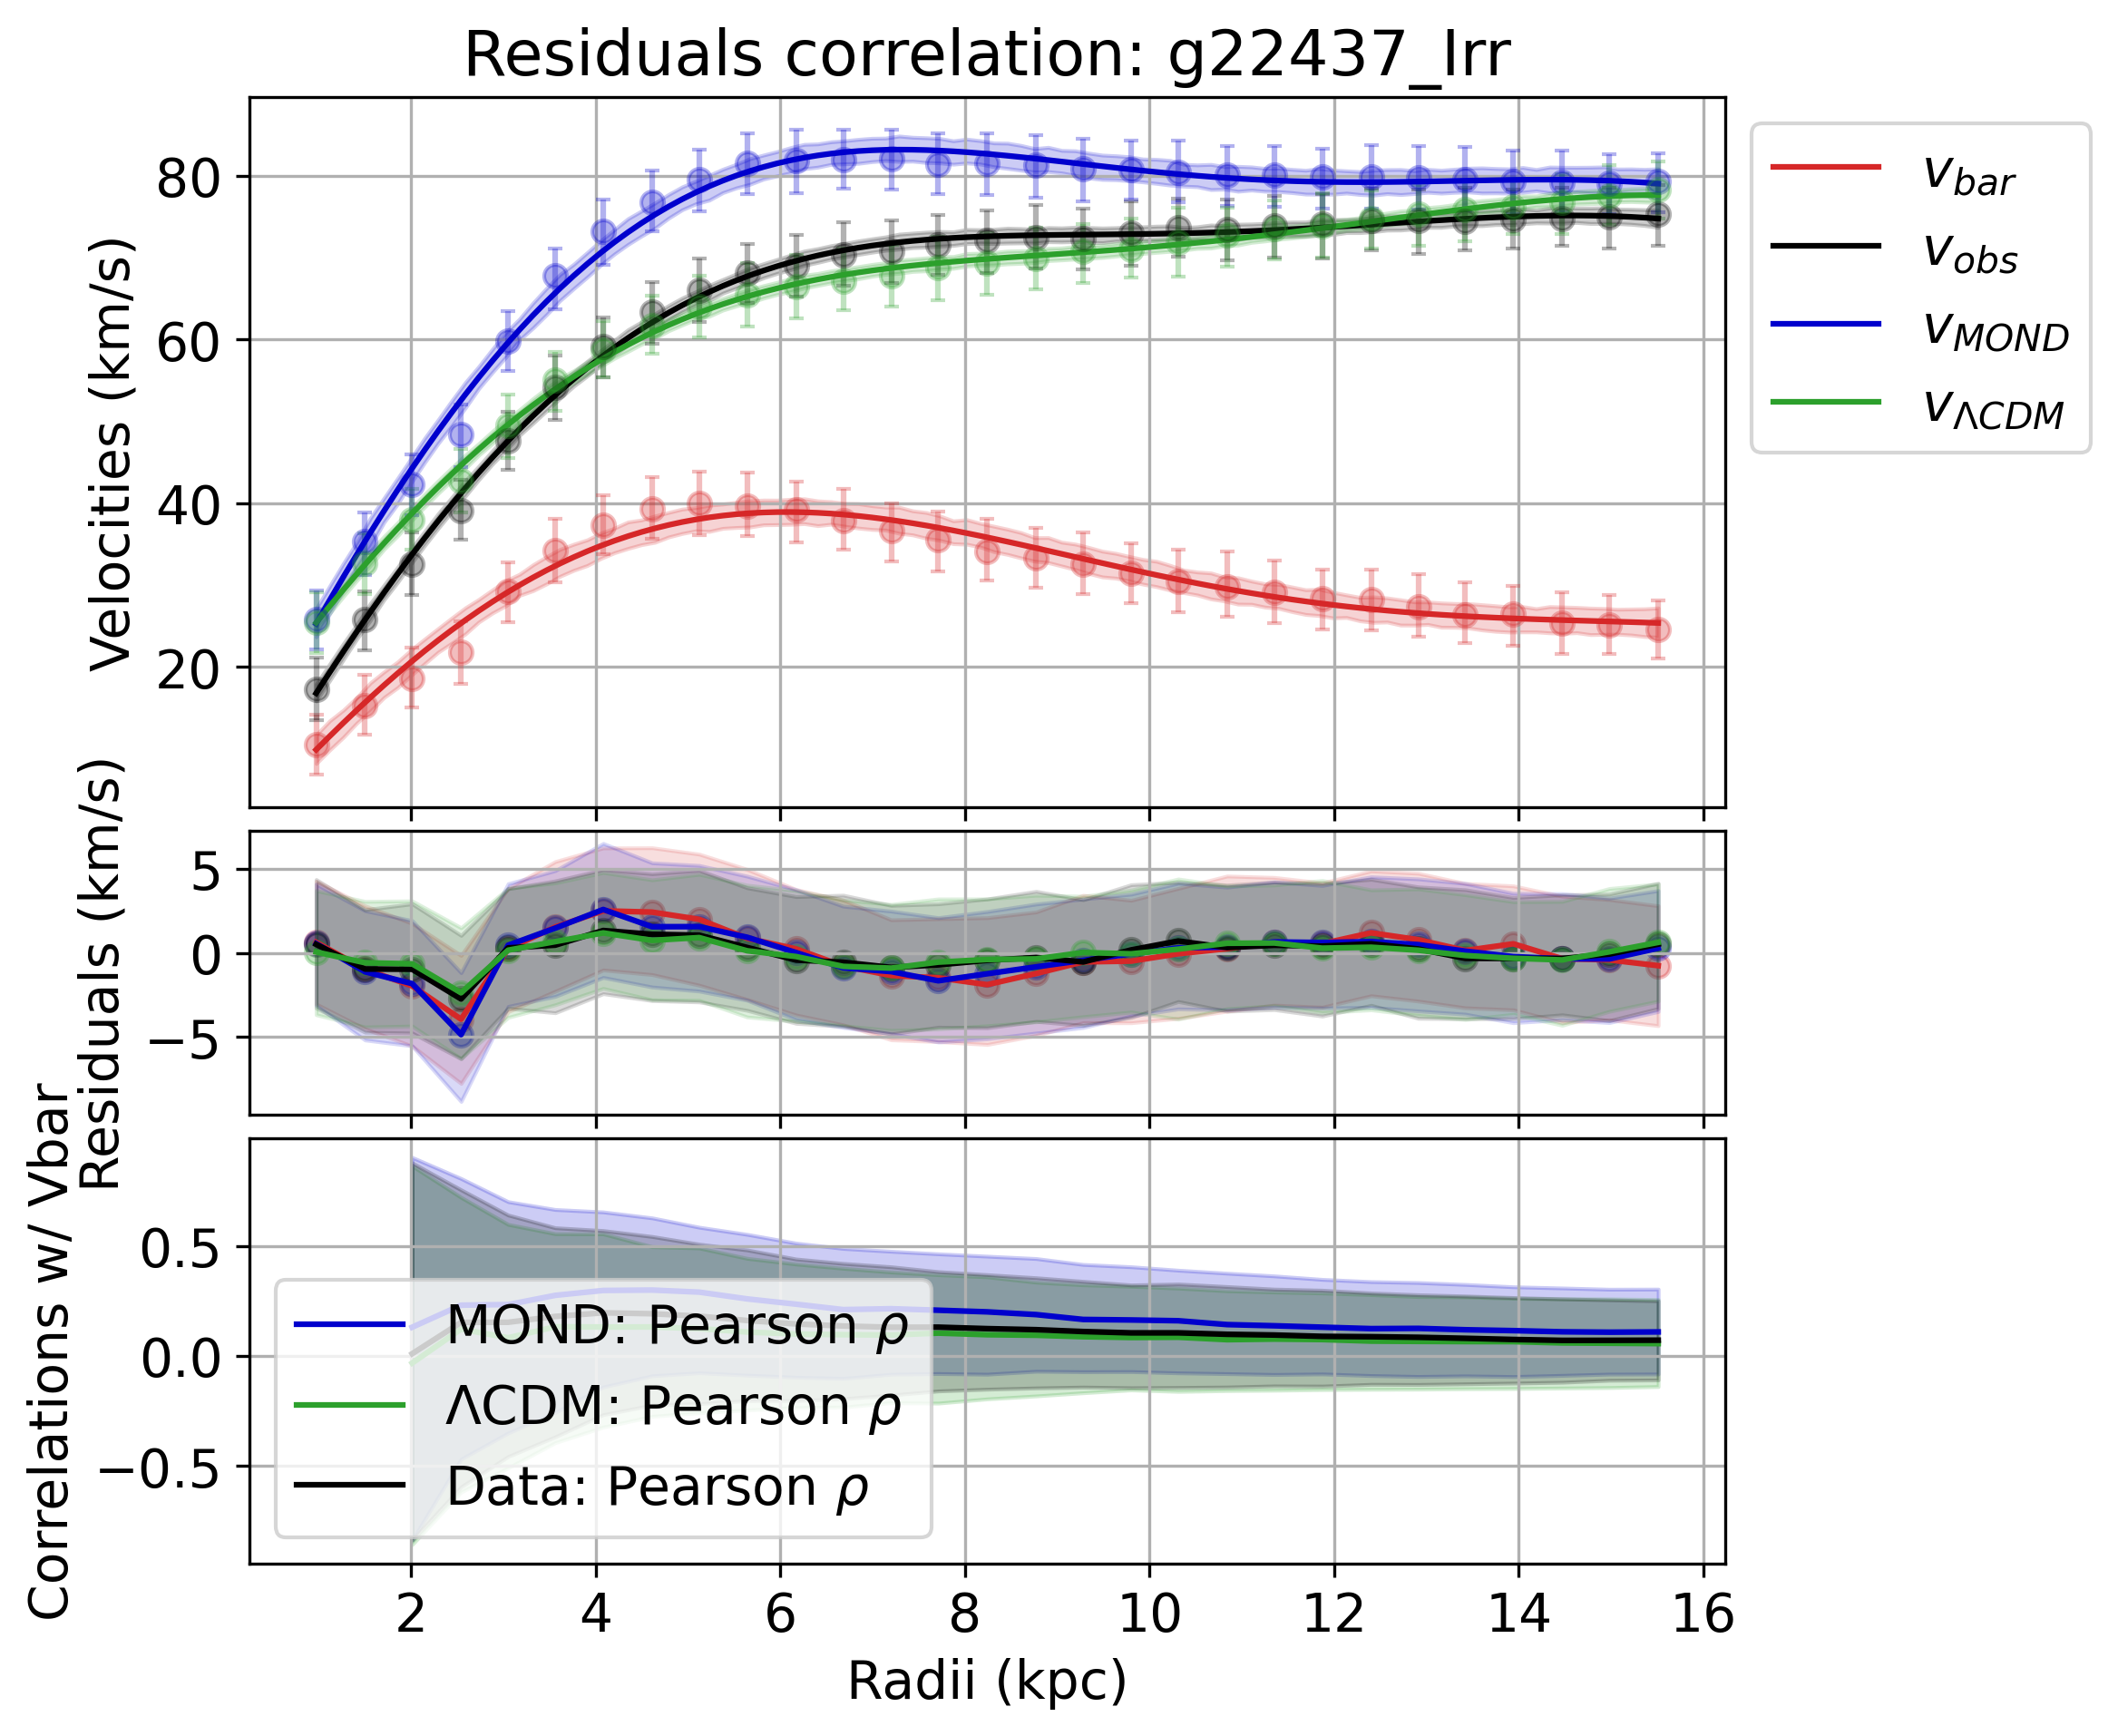 Residuals correlation: g22437_Irr
Velocities (km/s)
80
60
40
20
v_bar
v_obs
v_MOND
v_ΛCDM
Residuals (km/s)
5
0
−5
Correlations w/ Vbar
0.5
0.0
−0.5
MOND: Pearson ρ
ΛCDM: Pearson ρ
Data: Pearson ρ
2 4 6 8 10 12 14 16
Radii (kpc)